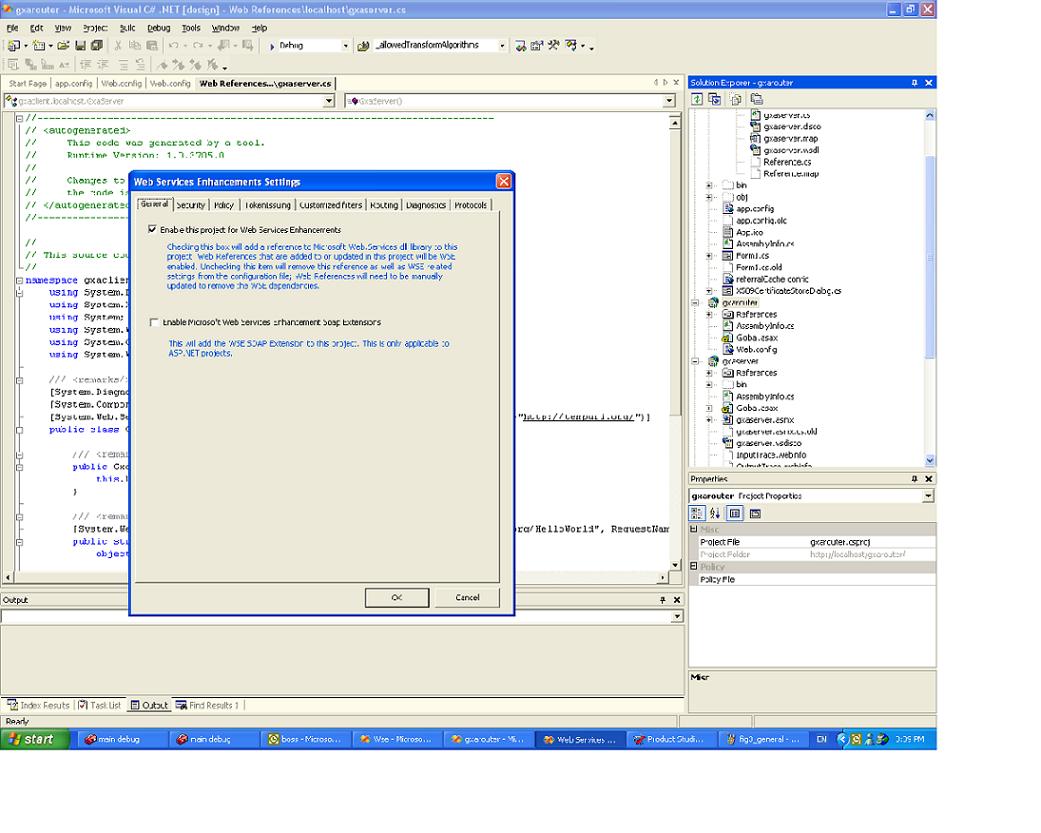 gxarouter - Microsoft Visual C# .NET [design] - Web References\localhost\gxaserver.cs
File Edit View Project Build Debug Tools Window Help
Debug _allowedTransformAlgorithms
Start Page app.config Web.config Web.config Web References...\gxaserver.cs
gxaclient.localhost.GxaServer GxaServer()
//------------------------------------------------------------------------------
// <autogenerated>
// This code was generated by a tool.
// Runtime Version: 1.0.3705.0
//
// Changes to
// the code is
// </autogenerated
//---------------
//
// This source co
//
namespace gxaclien
using System.D
using System.X
using System;
using System.W
using System.C
using System.W
/// <remarks/
[System.Diagno
[System.Compon
[System.Web.Se "http://tempuri.org/")]
public class G
/// <remar
public Gxa
this.
}
/// <remar
[System.We org/HelloWorld", RequestNam
public str
object
Web Services Enhancements Settings
General Security Policy TokenIssuing Customized filters Routing Diagnostics Protocols
Enable this project for Web Services Enhancements
Checking this box will add a reference to Microsoft.Web.Services dll library to this
project. Web References that are added to or updated in this project will be WSE
enabled. Unchecking this item will remove this reference as well as WSE related
settings from the configuration file; Web References will need to be manually
updated to remove the WSE dependencies.
Enable Microsoft Web Services Enhancement Soap Extensions
This will add the WSE SOAP Extension to this project. This is only applicable to
ASP.NET projects.
OK Cancel
Solution Explorer - gxarouter
gxaserver.cs
gxaserver.disco
gxaserver.map
gxaserver.wsdl
Reference.cs
Reference.map
bin
obj
app.config
app.config.old
App.ico
AssemblyInfo.cs
Form1.cs
Form1.cs.old
referralCache.config
X509CertificateStoreDialog.cs
gxarouter
References
AssemblyInfo.cs
Global.asax
Web.config
gxaserver
References
bin
AssemblyInfo.cs
Global.asax
gxaserver.asmx
gxaserver.asmx.cs.old
gxaserver.vsdisco
InputTrace.webinfo
OutputTrace.webinfo
Properties
gxarouter Project Properties
Misc
Project File gxarouter.csproj
Project Folder http://localhost/gxarouter/
Policy
Policy File
Misc
Output
Index Results Task List Output Find Results 1
Ready
start main debug main debug boss - Microso... Wse - Microso... gxarouter - Mi... Web Services ... Product Studi... fig3_general - ... EN 3:39 PM